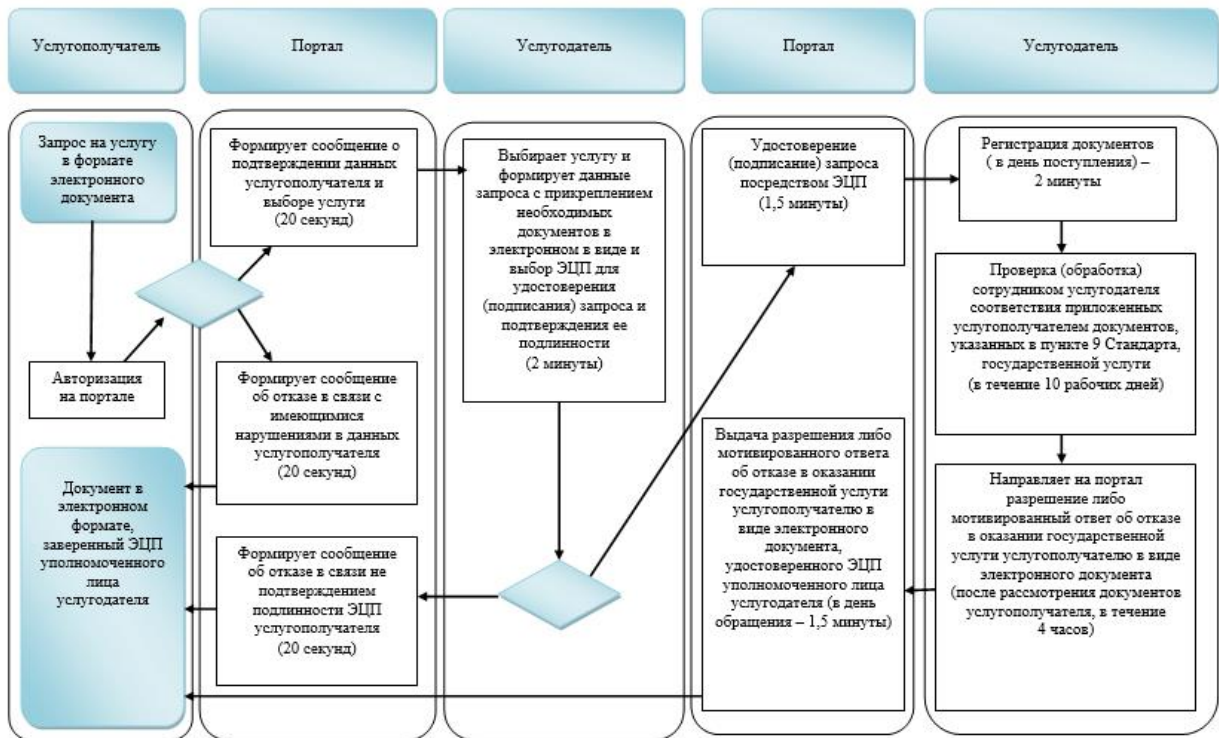 Услугополучатель
Портал
Услугодатель
Портал
Услугодатель
Запрос на услугу
в формате
электронного
документа
Авторизация
на портале
Документ в
электронном
формате,
заверенный ЭЦП
уполномоченного
лица
услугодателя
Формирует сообщение о
подтверждении данных
услугополучателя и
выборе услуги
(20 секунд)
Формирует сообщение
об отказе в связи с
имеющимися
нарушениями в данных
услугополучателя
(20 секунд)
Формирует сообщение
об отказе в связи не
подтверждением
подлинности ЭЦП
услугополучателя
(20 секунд)
Выбирает услугу и
формирует данные
запроса с прикреплением
необходимых
документов в
электронном в виде и
выбор ЭЦП для
удостоверения
(подписания) запроса и
подтверждения ее
подлинности
(2 минуты)
Удостоверение
(подписание) запроса
посредством ЭЦП
(1,5 минуты)
Выдача разрешения либо
мотивированного ответа
об отказе в оказании
государственной услуги
услугополучателю в
виде электронного
документа,
удостоверенного ЭЦП
уполномоченного лица
услугодателя (в день
обращения – 1,5 минуты)
Регистрация документов
( в день поступления) –
2 минуты
Проверка (обработка)
сотрудником услугодателя
соответствия приложенных
услугополучателем документов,
указанных в пункте 9 Стандарта,
государственной услуги
(в течение 10 рабочих дней)
Направляет на портал
разрешение либо
мотивированный ответ об отказе
в оказании государственной
услуги услугополучателю в виде
электронного документа
(после рассмотрения документов
услугополучателя, в течение
4 часов)